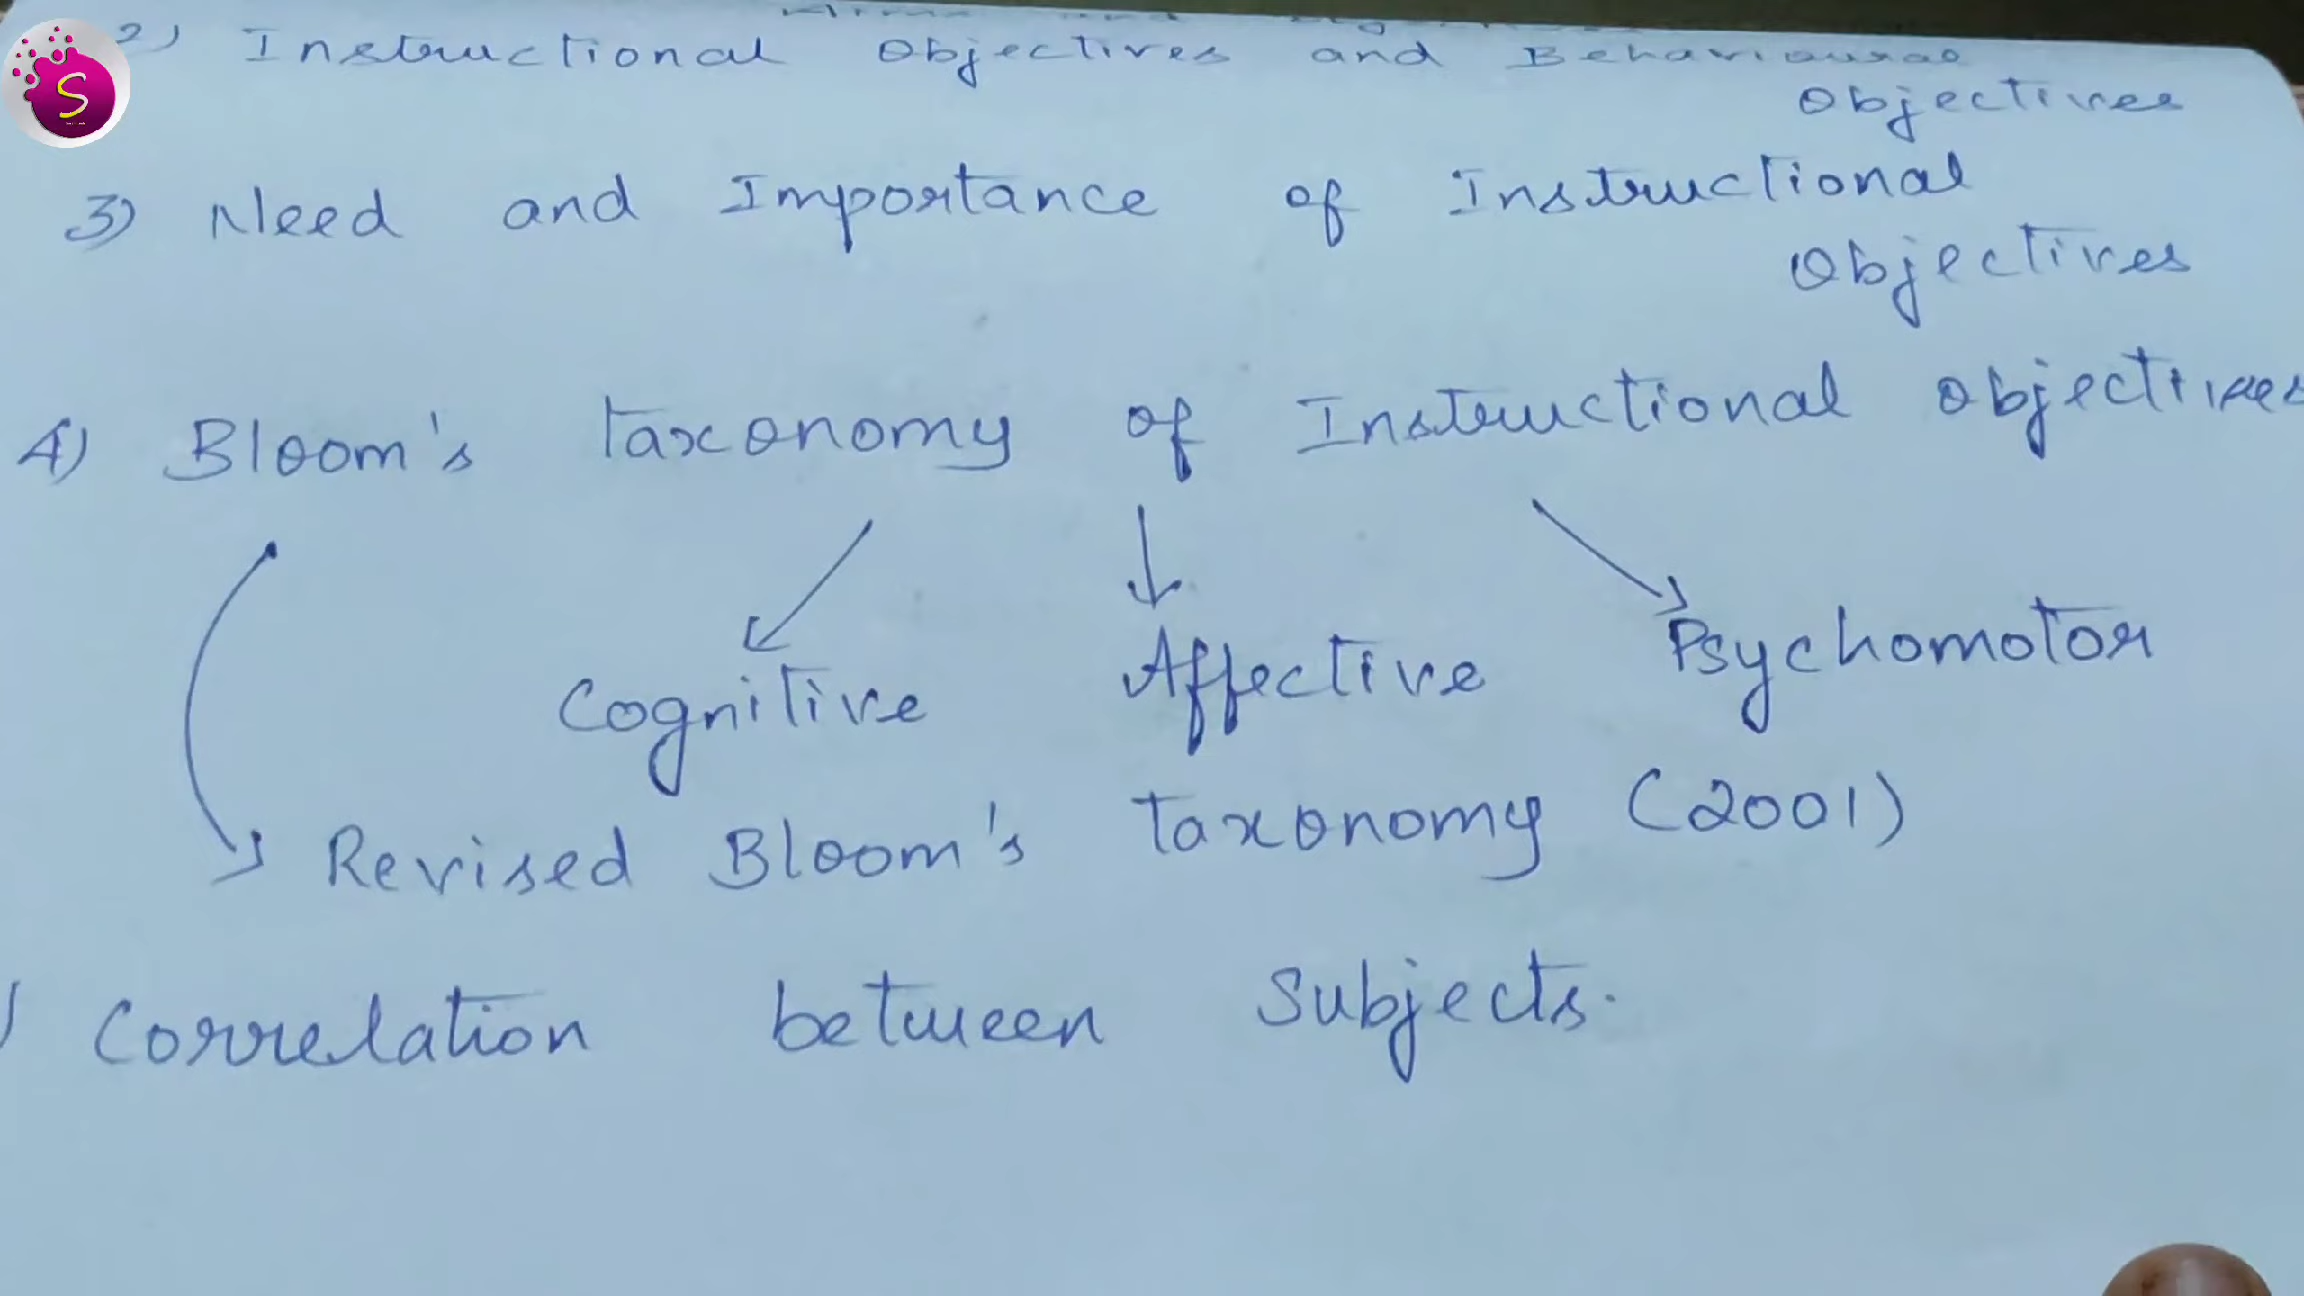 2) Instructional Objectives and Behavioural
Objectives
3) Need and Importance of Instructional
Objectives
4) Bloom's taxonomy of Instructional Objectives
Cognitive Affective Psychomotor
Revised Bloom's taxonomy (2001)
) Correlation between Subjects.
S